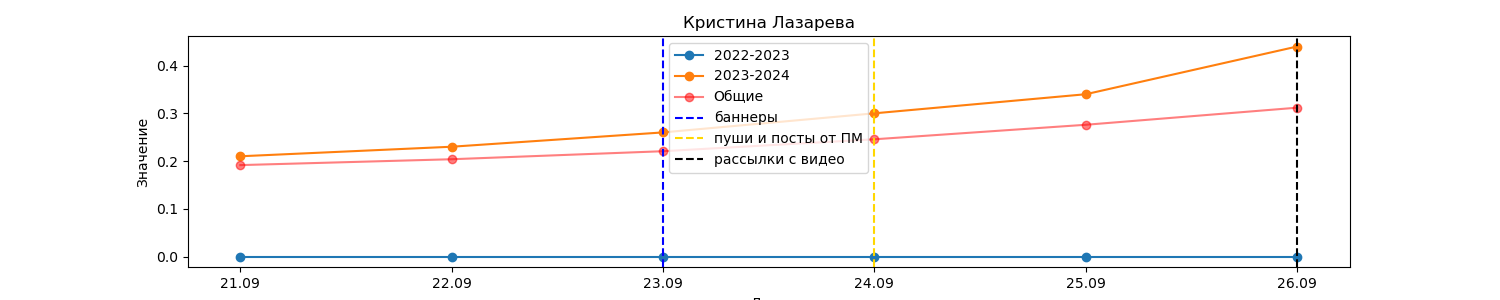 Кристина Лазарева
Значение
0.4
0.3
0.2
0.1
0.0
2022-2023
2023-2024
Общие
баннеры
пуши и посты от ПМ
рассылки с видео
21.09 22.09 23.09 24.09 25.09 26.09